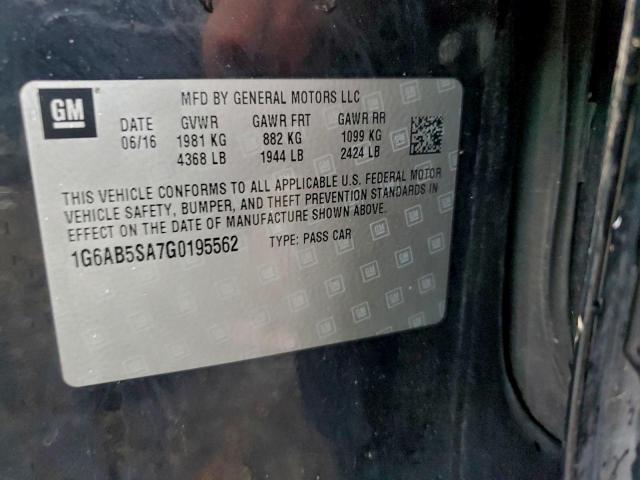 GM
MFD BY GENERAL MOTORS LLC
DATE GVWR GAWR FRT GAWR RR
06/16 1981 KG 882 KG 1099 KG
4368 LB 1944 LB 2424 LB
THIS VEHICLE CONFORMS TO ALL APPLICABLE U.S. FEDERAL MOTOR
VEHICLE SAFETY, BUMPER, AND THEFT PREVENTION STANDARDS IN
EFFECT ON THE DATE OF MANUFACTURE SHOWN ABOVE.
1G6AB5SA7G0195562 TYPE: PASS CAR